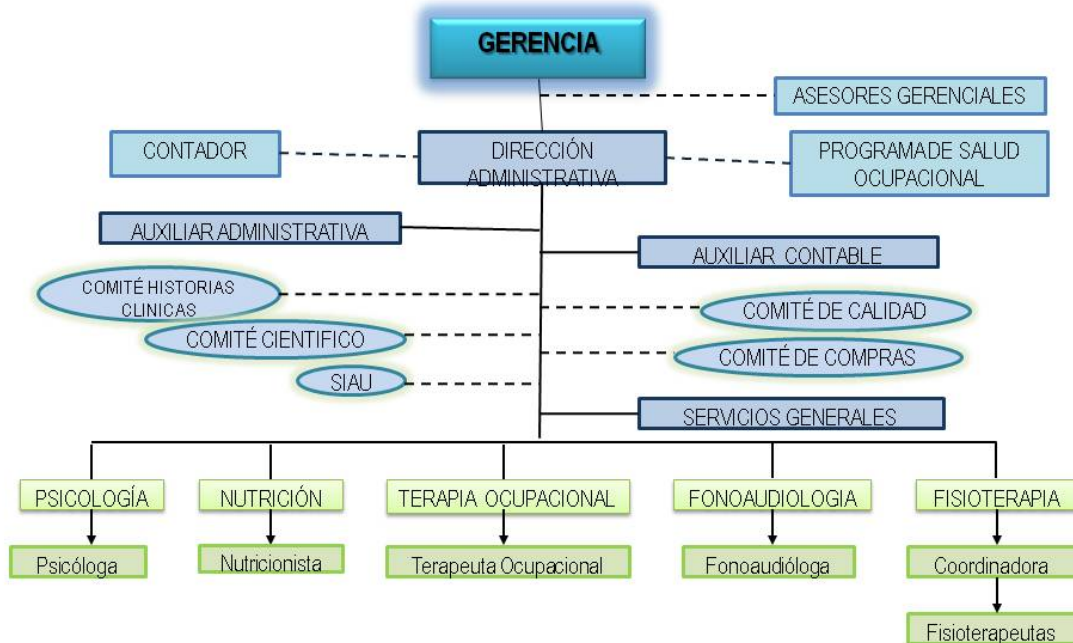 GERENCIA
ASESORES GERENCIALES
CONTADOR
DIRECCIÓN
ADMINISTRATIVA
PROGRAMA DE SALUD
OCUPACIONAL
AUXILIAR ADMINISTRATIVA
AUXILIAR CONTABLE
COMITÉ HISTORIAS
CLINICAS
COMITÉ DE CALIDAD
COMITÉ CIENTIFICO
COMITÉ DE COMPRAS
SIAU
SERVICIOS GENERALES
PSICOLOGÍA
NUTRICIÓN
TERAPIA OCUPACIONAL
FONOAUDIOLOGIA
FISIOTERAPIA
Psicóloga
Nutricionista
Terapeuta Ocupacional
Fonoaudióloga
Coordinadora
Fisioterapeutas